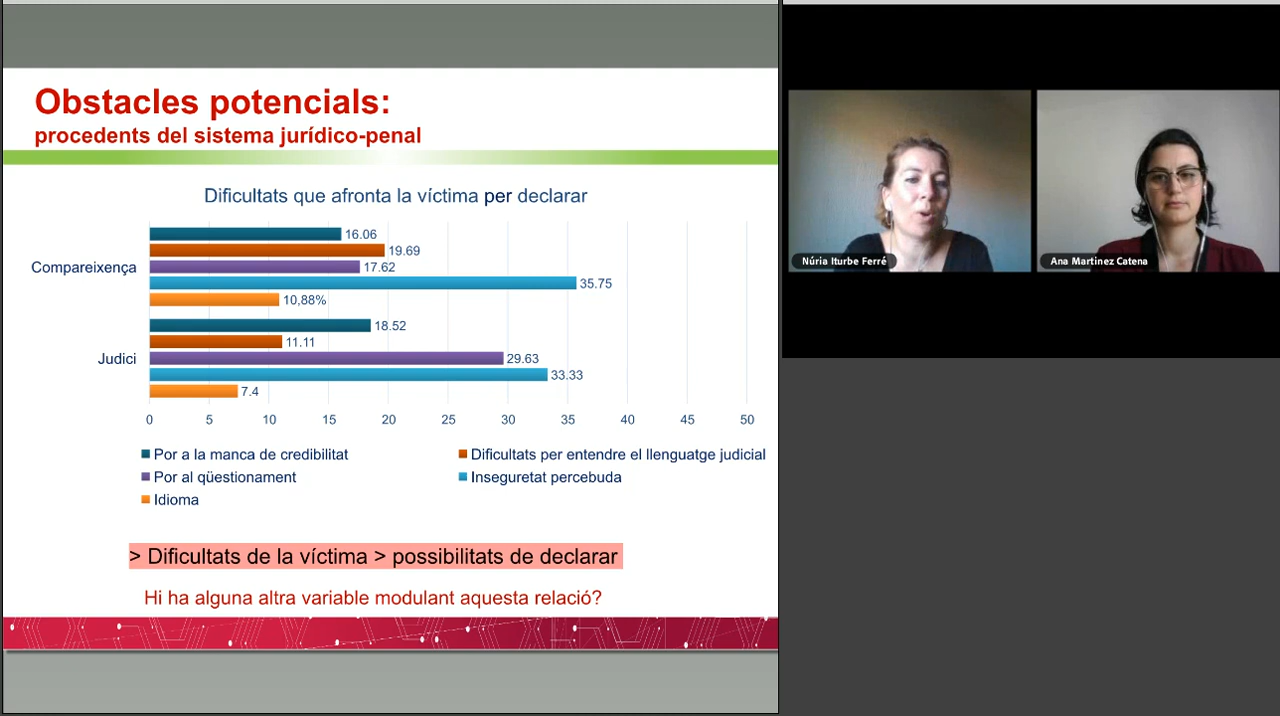 Obstacles potencials:
procedents del sistema jurídico-penal
Dificultats que afronta la víctima per declarar
Compareixença
16.06
19.69
17.62
35.75
10,88%
Judici
18.52
11.11
29.63
33.33
7.4
0 5 10 15 20 25 30 35 40 45 50
Por a la manca de credibilitat
Dificultats per entendre el llenguatge judicial
Por al qüestionament
Inseguretat percebuda
Idioma
> Dificultats de la víctima > possibilitats de declarar
Hi ha alguna altra variable modulant aquesta relació?
Núria Iturbe Ferré
Ana Martinez Catena